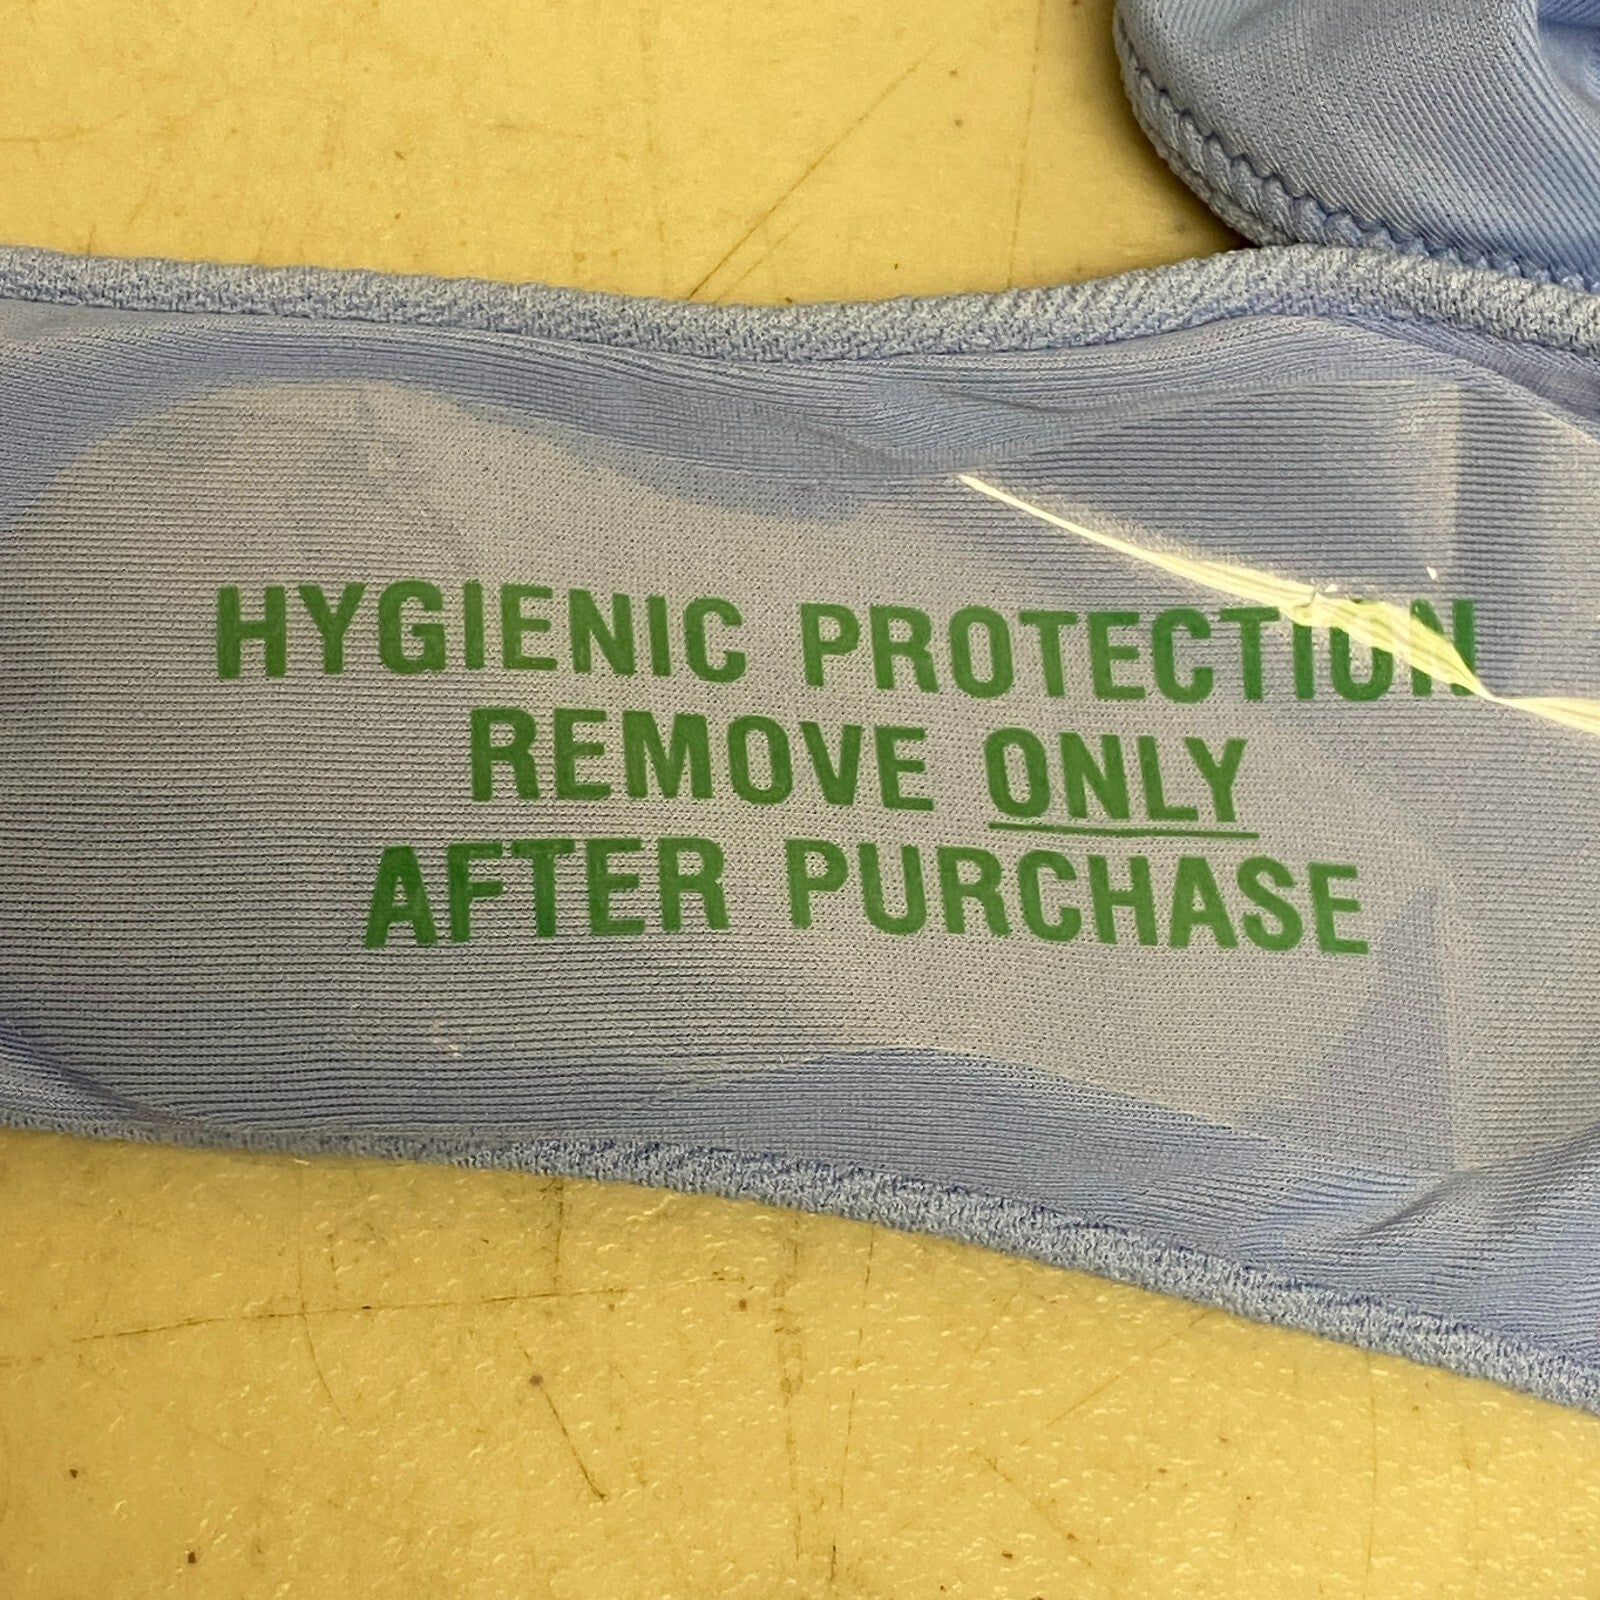 HYGIENIC PROTECTION
REMOVE ONLY
AFTER PURCHASE